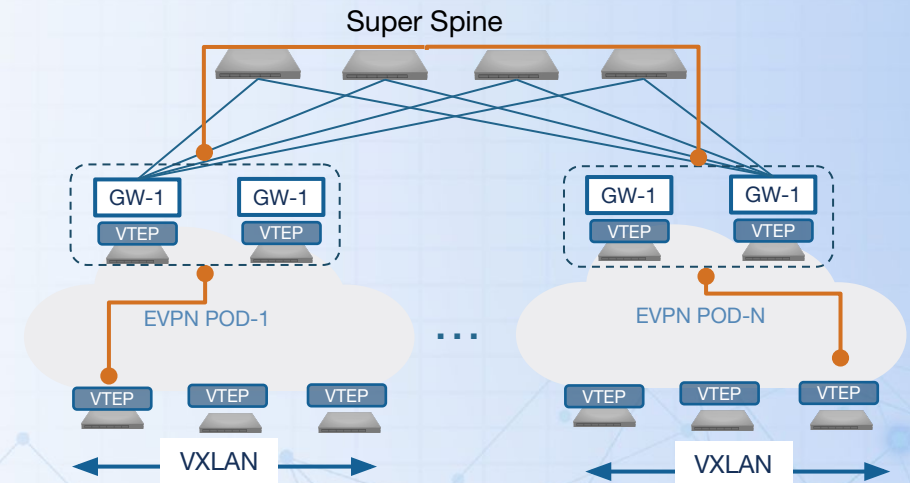 Super Spine
GW-1
GW-1
GW-1
GW-1
VTEP
VTEP
VTEP
VTEP
EVPN POD-1
...
EVPN POD-N
VTEP
VTEP
VTEP
VTEP
VTEP
VTEP
VXLAN
VXLAN